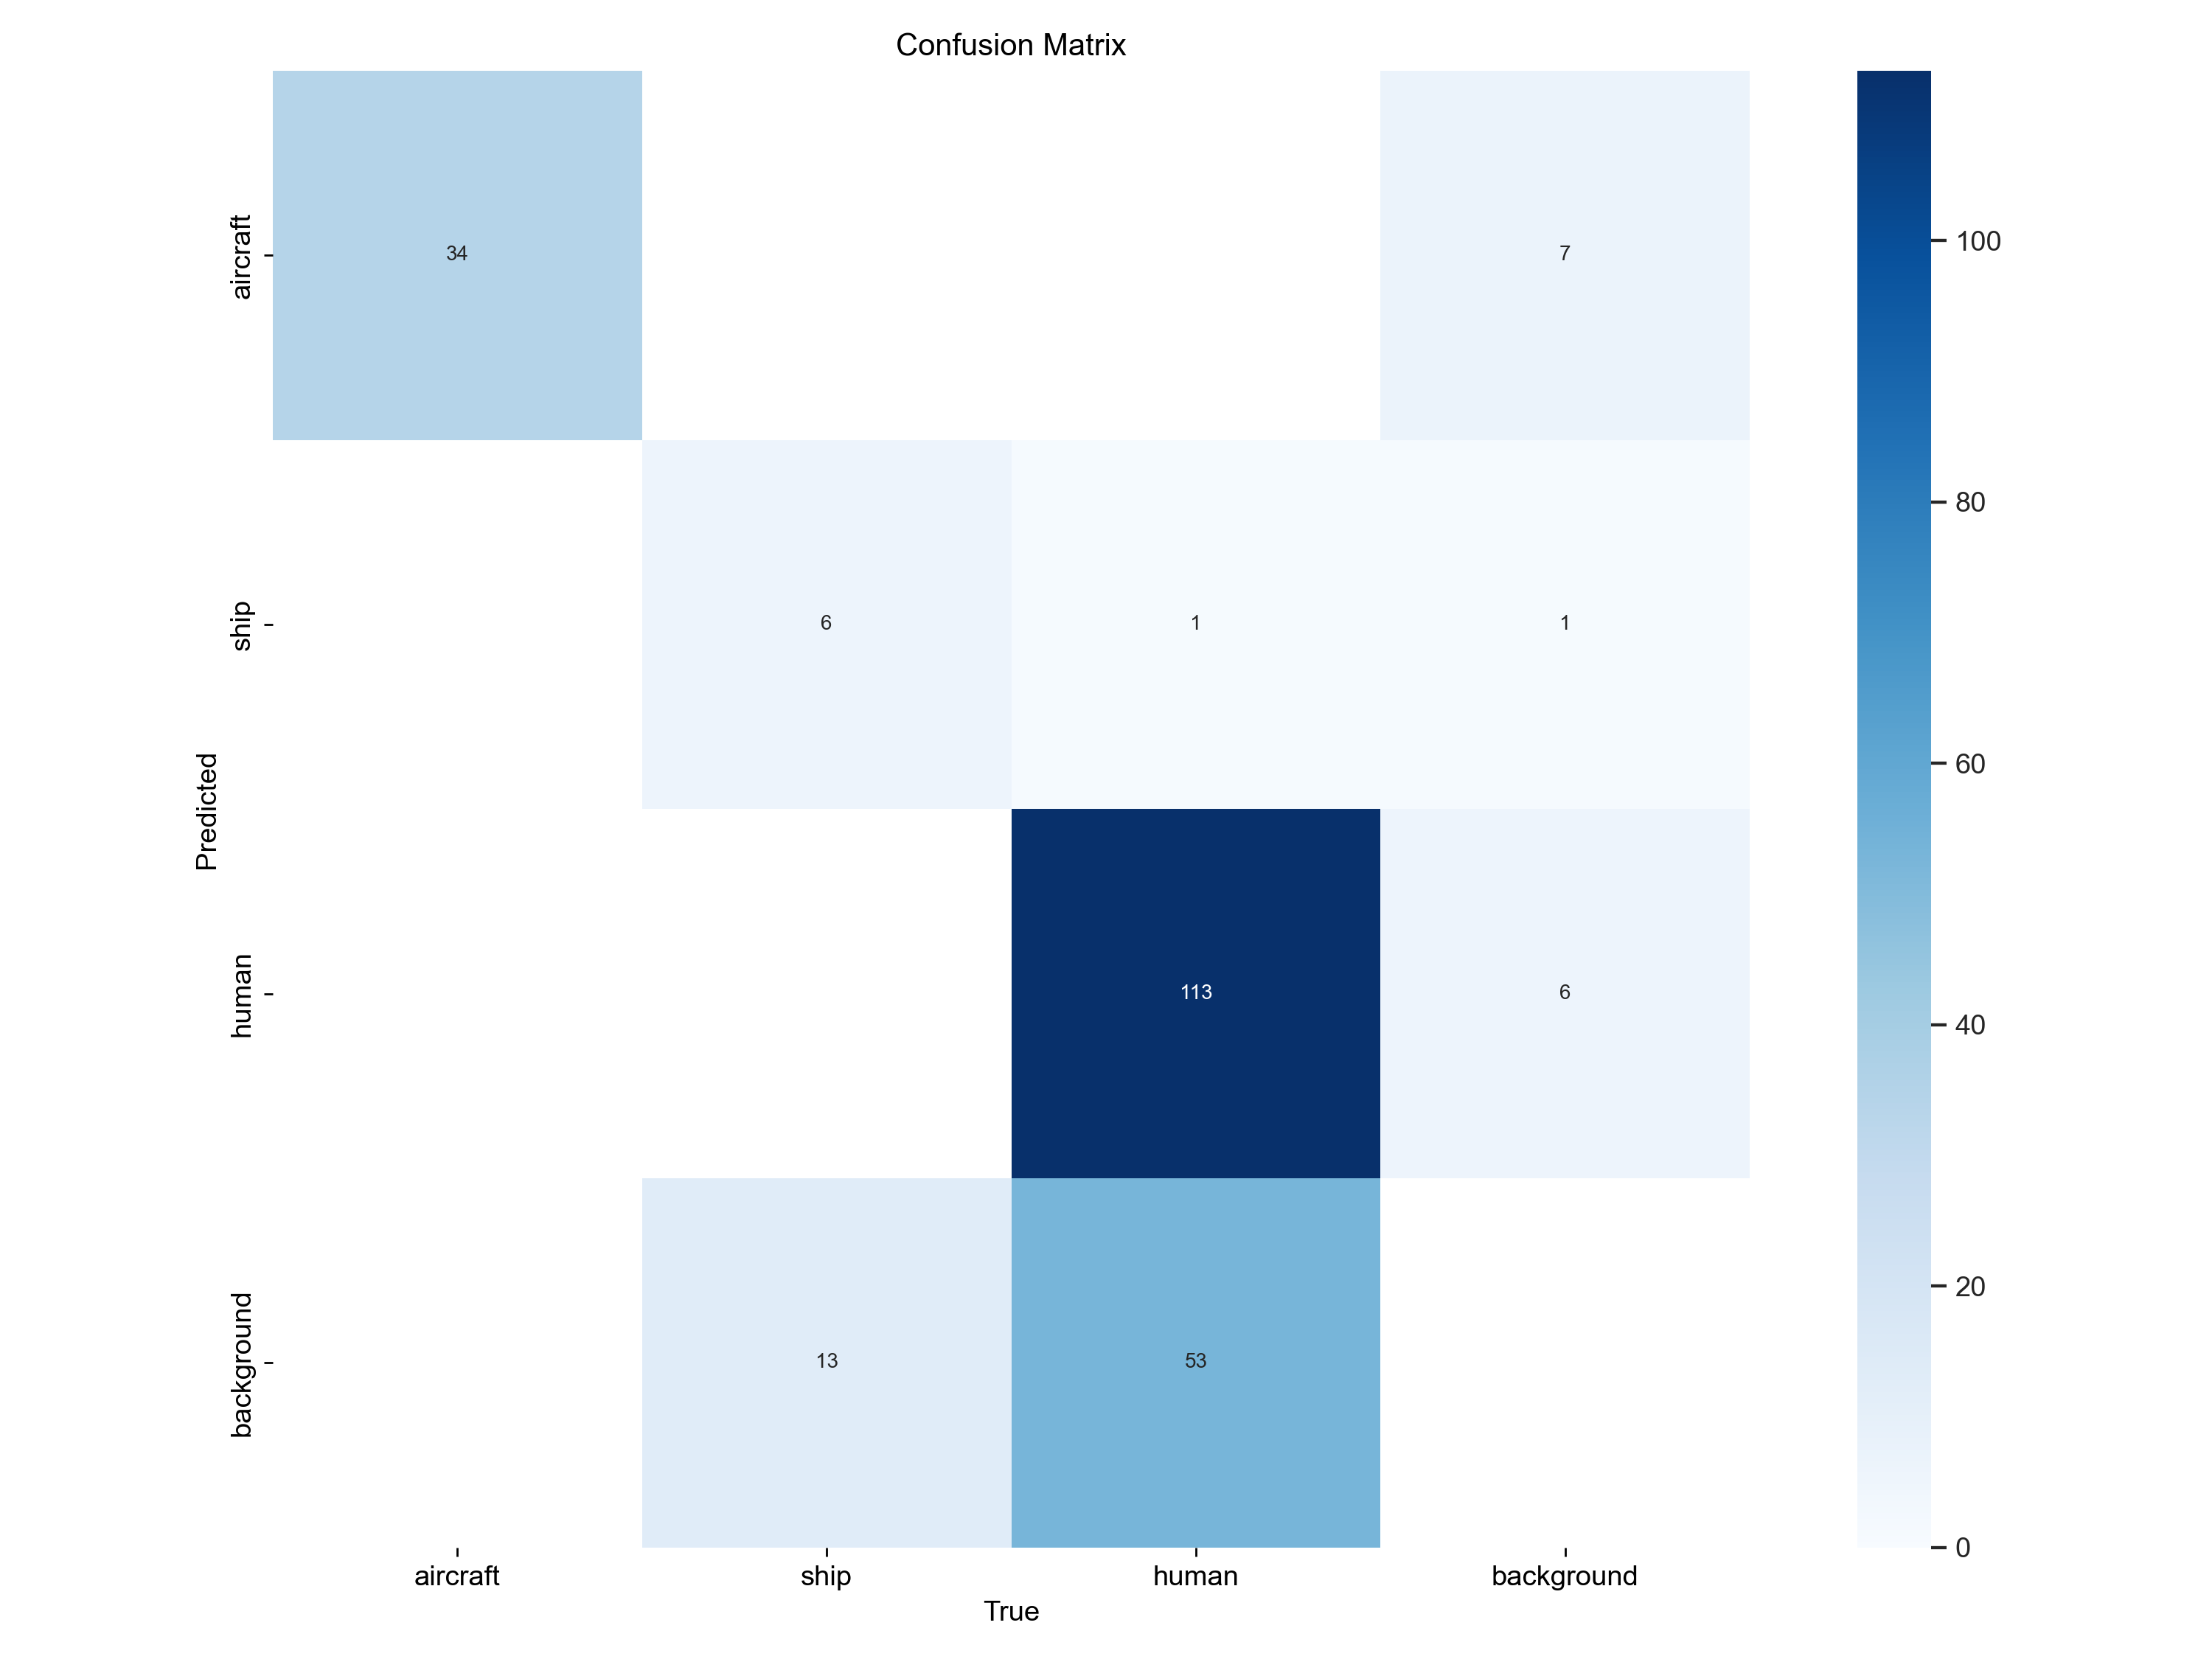 Confusion Matrix
aircraft
34
7
100
80
ship
6
1
1
60
Predicted
human
113
6
40
background
13
53
20
0
aircraft
ship
human
background
True